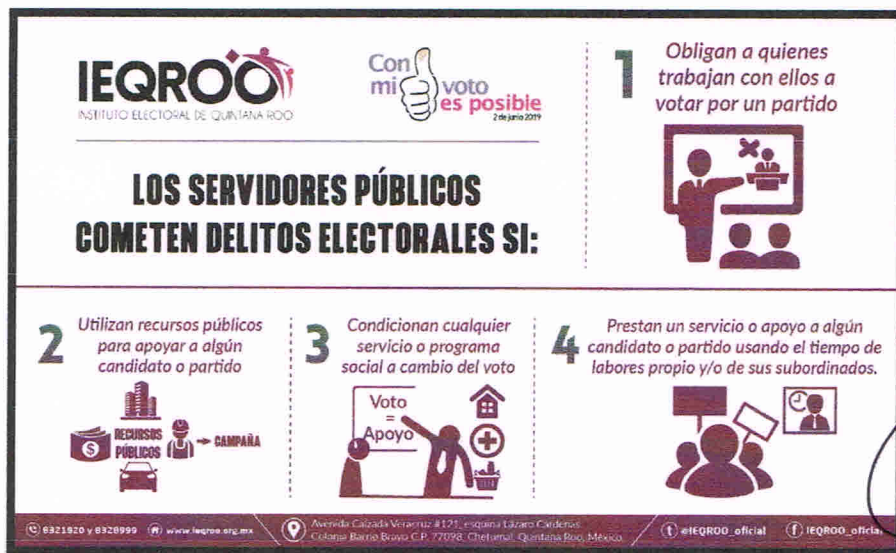 IEQROO
INSTITUTO ELECTORAL DE QUINTANA ROO
Con
mi voto
es posible
2 de junio 2019
LOS SERVIDORES PÚBLICOS
COMETEN DELITOS ELECTORALES SI:
1
Obligan a quienes
trabajan con ellos a
votar por un partido
2
Utilizan recursos públicos
para apoyar a algún
candidato o partido
$
RECURSOS
PÚBLICOS
CAMPAÑA
3
Condicionan cualquier
servicio o programa
social a cambio del voto
Voto
=
Apoyo
4
Prestan un servicio o apoyo a algún
candidato o partido usando el tiempo de
labores propio y/o de sus subordinados.
8321920 y 8328999
www.ieqroo.org.mx
Avenida Calzada Veracruz #121, esquina Lázaro Cárdenas
Colonia Barrio Bravo C.P. 77098, Chetumal, Quintana Roo, México
@IEQROO_oficial
IEQROO_oficial